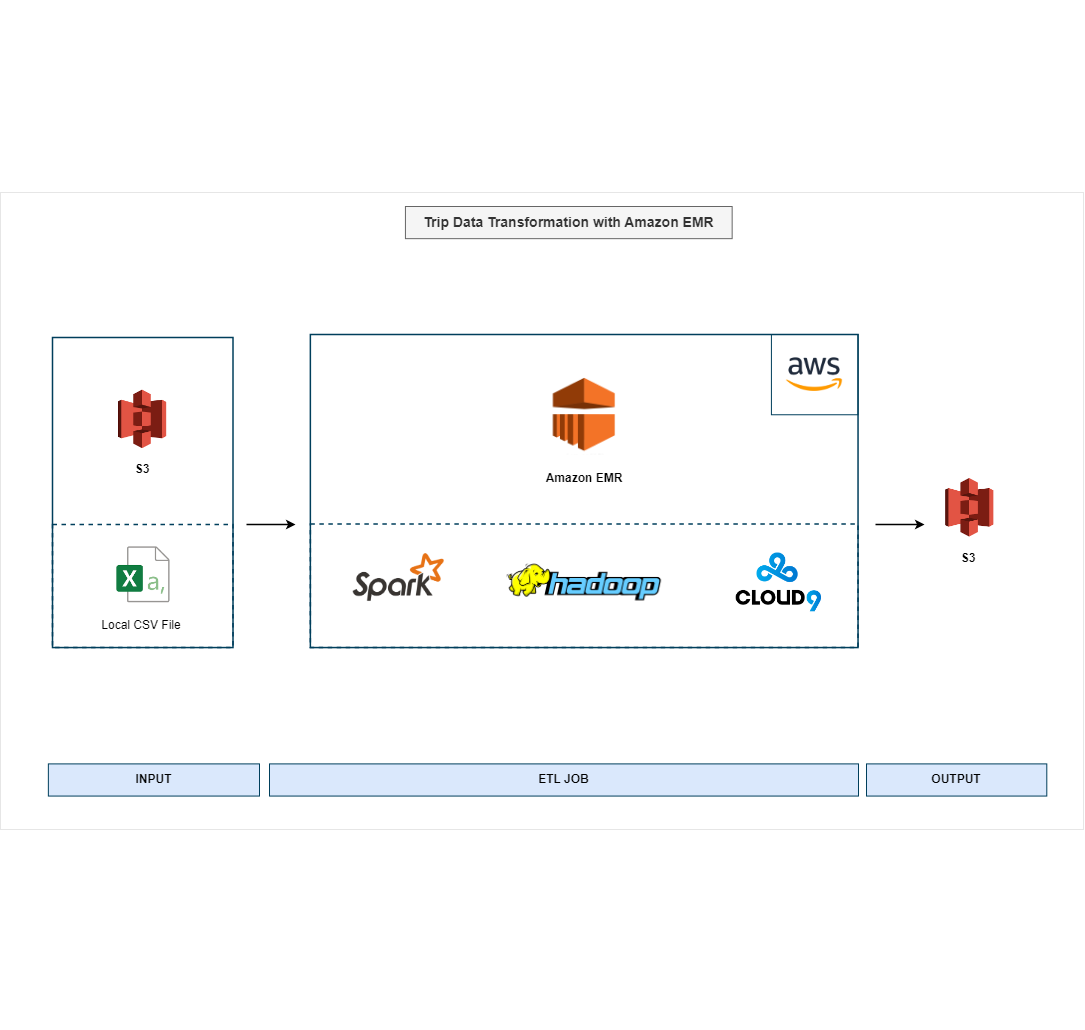 Trip Data Transformation with Amazon EMR
aws
S3
Amazon EMR
S3
Local CSV File
X a,
Spark
hadoop
CLOUD9
INPUT
ETL JOB
OUTPUT